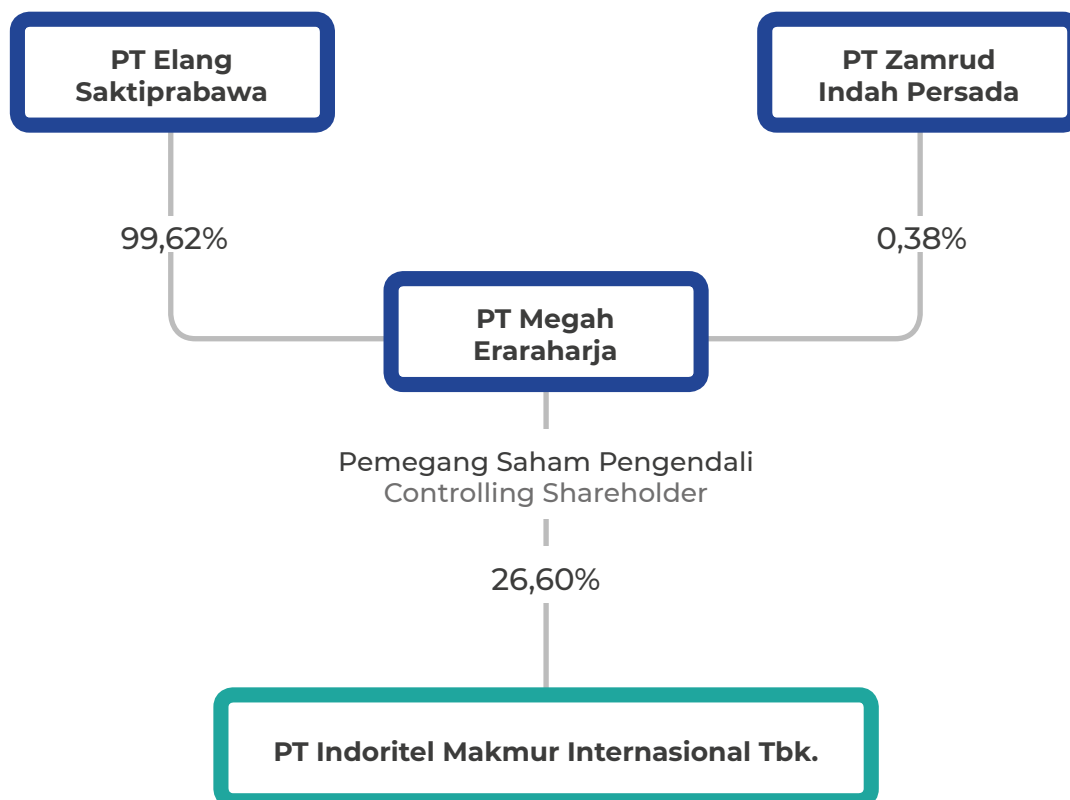 PT Elang
Saktiprabawa
PT Zamrud
Indah Persada
99,62%
0,38%
PT Megah
Eraraharja
Pemegang Saham Pengendali
Controlling Shareholder
26,60%
PT Indoritel Makmur Internasional Tbk.